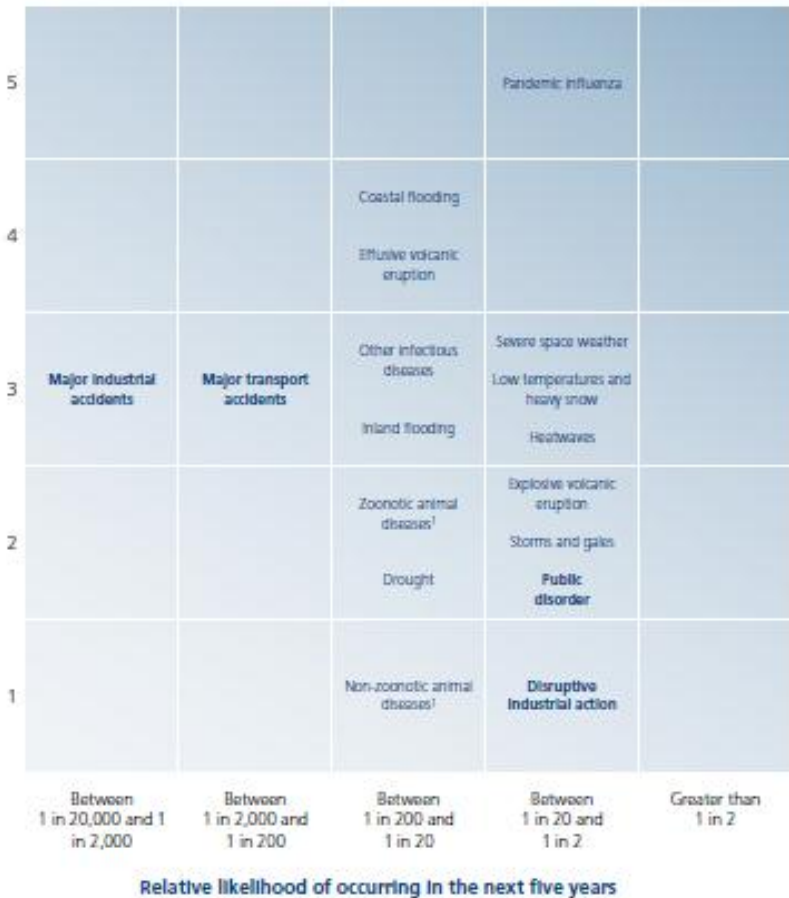 5
Pandemic influenza
4
Coastal flooding
Effusive volcanic
eruption
3
Major industrial
accidents
Major transport
accidents
Other infectious
diseases
Inland flooding
Severe space weather
Low temperatures and
heavy snow
Heatwaves
2
Zoonotic animal
diseases¹
Drought
Explosive volcanic
eruption
Storms and gales
Public
disorder
1
Non-zoonotic animal
diseases¹
Disruptive
industrial action
Between
1 in 20,000 and 1
in 2,000
Between
1 in 2,000 and
1 in 200
Between
1 in 200 and
1 in 20
Between
1 in 20 and
1 in 2
Greater than
1 in 2
Relative likelihood of occurring in the next five years